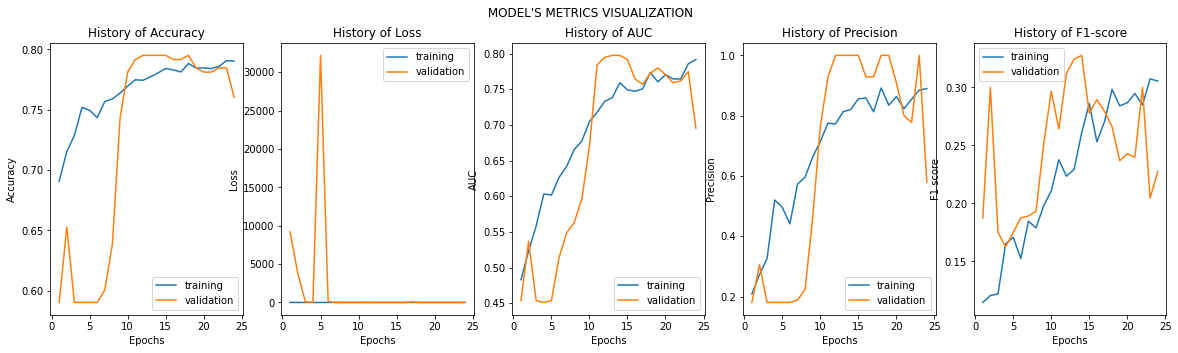 MODEL'S METRICS VISUALIZATION
History of Accuracy
Accuracy
0.80
0.75
0.70
0.65
0.60
training
validation
0 5 10 15 20 25
Epochs
History of Loss
Loss
30000
25000
20000
15000
10000
5000
0
training
validation
0 5 10 15 20 25
Epochs
History of AUC
AUC
0.80
0.75
0.70
0.65
0.60
0.55
0.50
0.45
training
validation
0 5 10 15 20 25
Epochs
History of Precision
Precision
1.0
0.8
0.6
0.4
0.2
training
validation
0 5 10 15 20 25
Epochs
History of F1-score
F1 score
training
validation
0.30
0.25
0.20
0.15
0 5 10 15 20 25
Epochs